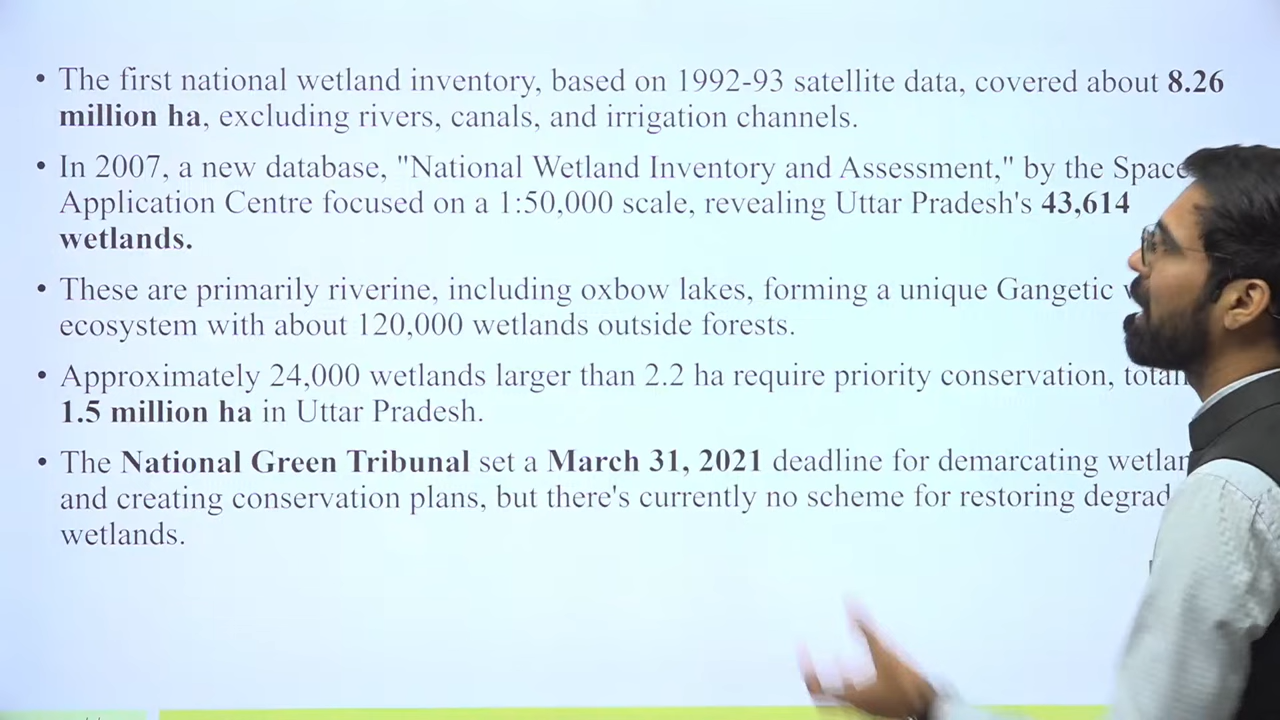 • The first national wetland inventory, based on 1992-93 satellite data, covered about 8.26
million ha, excluding rivers, canals, and irrigation channels.
• In 2007, a new database, "National Wetland Inventory and Assessment," by the Space
Application Centre focused on a 1:50,000 scale, revealing Uttar Pradesh's 43,614
wetlands.
• These are primarily riverine, including oxbow lakes, forming a unique Gangetic
ecosystem with about 120,000 wetlands outside forests.
• Approximately 24,000 wetlands larger than 2.2 ha require priority conservation,
1.5 million ha in Uttar Pradesh.
• The National Green Tribunal set a March 31, 2021 deadline for demarcating
and creating conservation plans, but there's currently no scheme for restoring
wetlands.